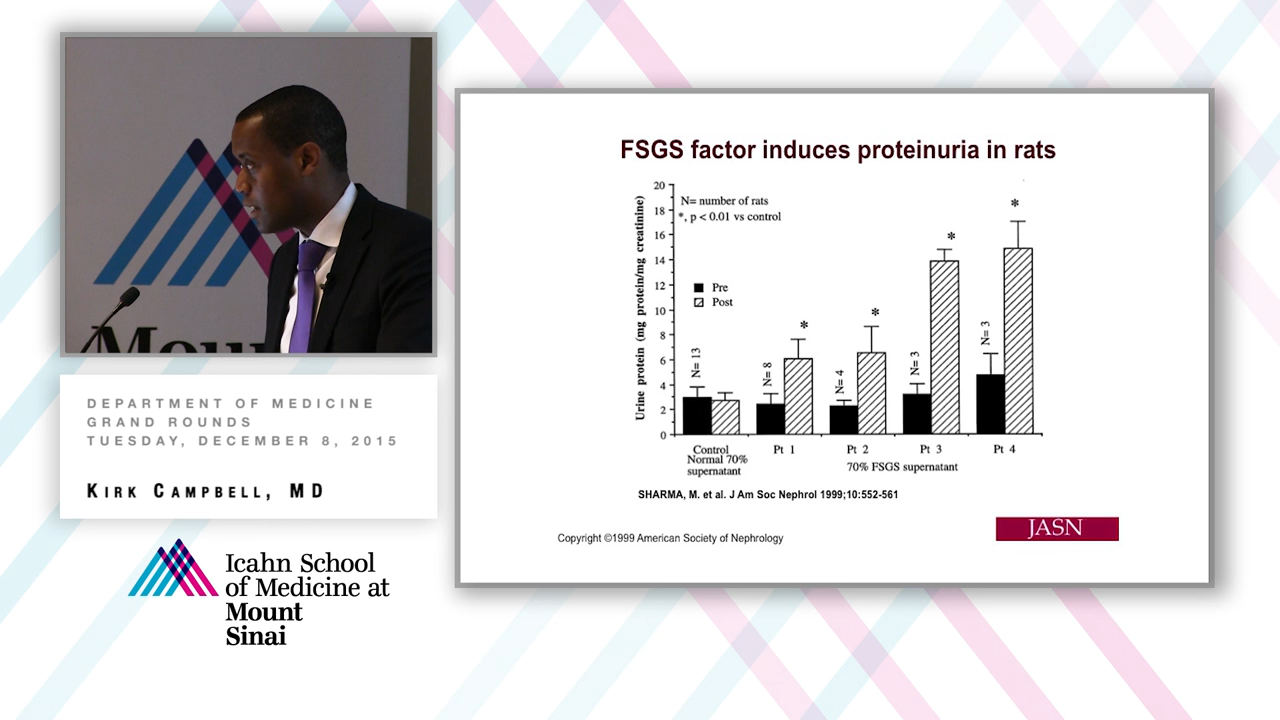 Mount
DEPARTMENT OF MEDICINE
GRAND ROUNDS
TUESDAY, DECEMBER 8, 2015
KIRK CAMPBELL, MD
Icahn School
of Medicine at
Mount
Sinai
FSGS factor induces proteinuria in rats
N= number of rats
*, p < 0.01 vs control
Urine protein (mg protein/mg creatinine)
20
18
16
14
12
10
8
6
4
2
0
Pre
Post
N= 13
N= 8
N= 4
N= 3
N= 3
*
*
*
*
Control
Normal 70%
supernatant
Pt 1
Pt 2
Pt 3
Pt 4
70% FSGS supernatant
SHARMA, M. et al. J Am Soc Nephrol 1999;10:552-561
Copyright ©1999 American Society of Nephrology
JASN